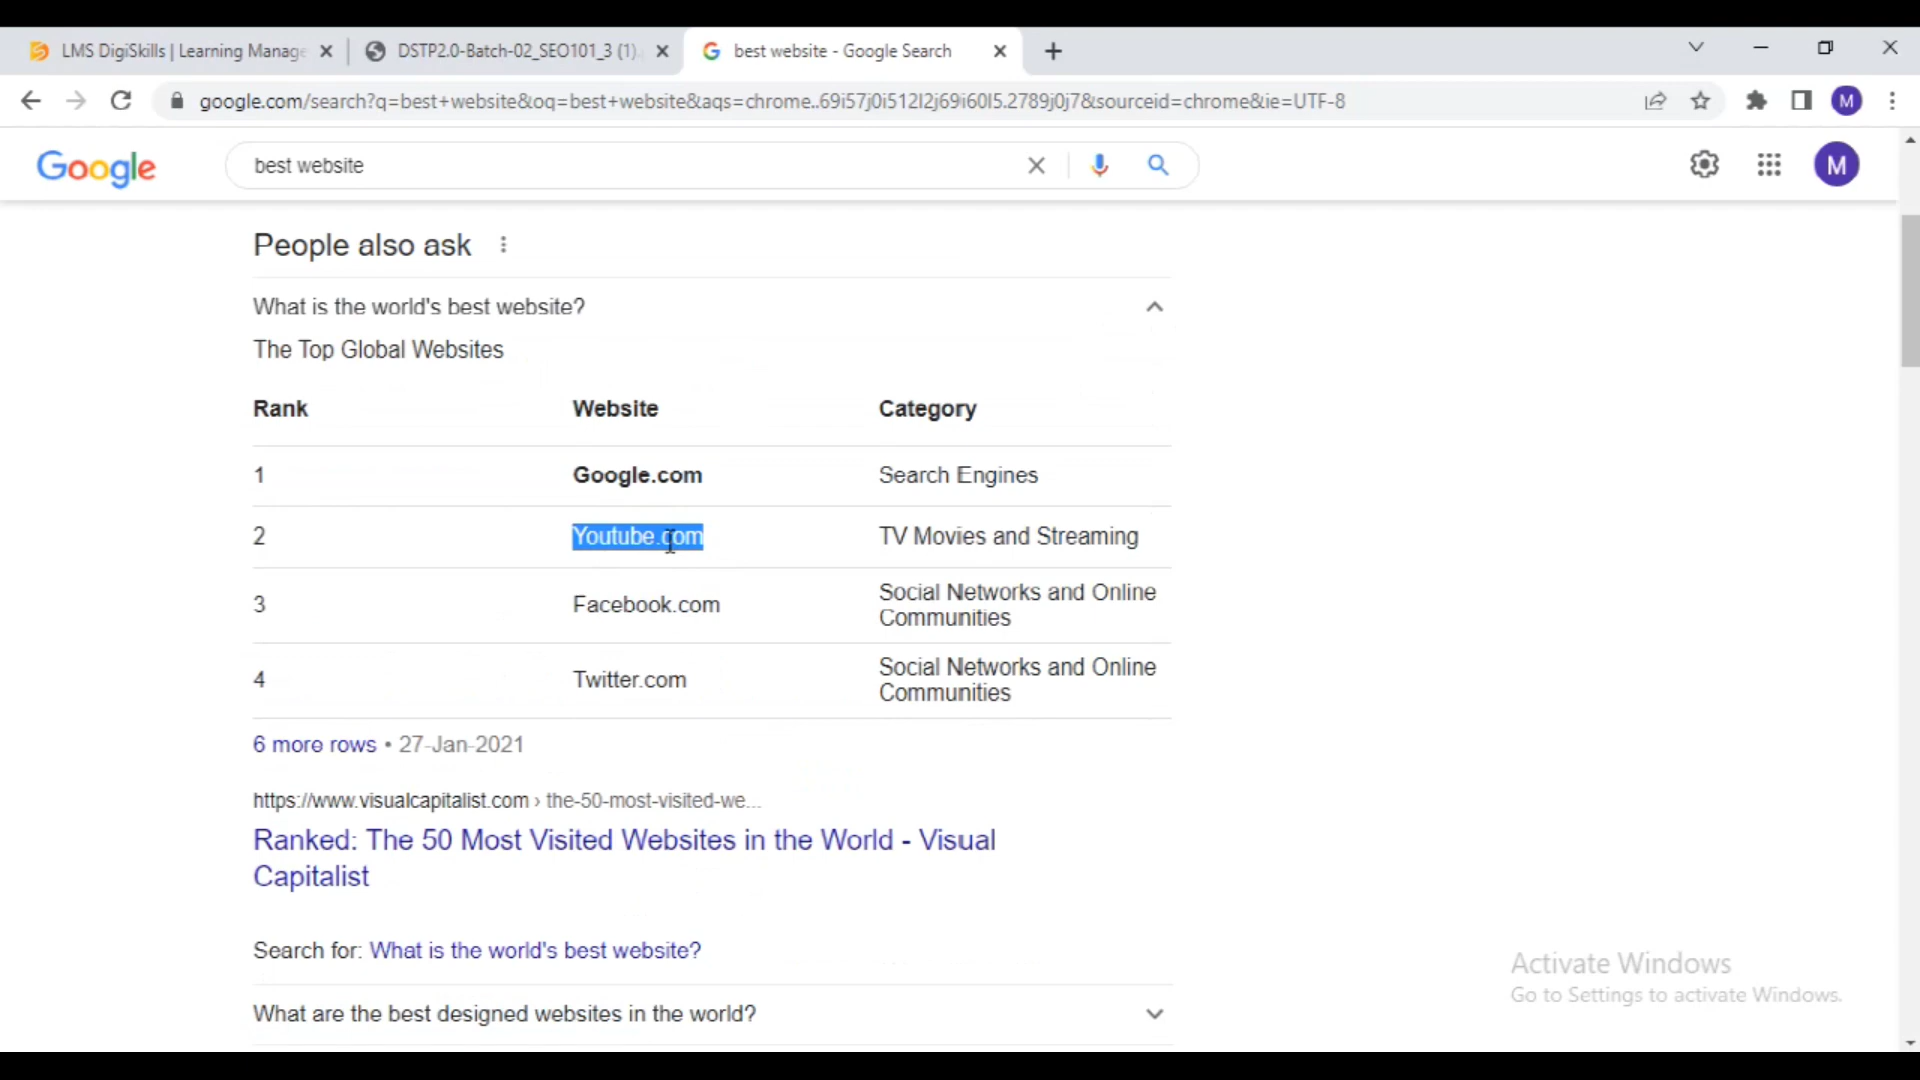 LMS DigiSkills | Learning Manage
DSTP2.0-Batch-02_SEO101_3 (1).
best website - Google Search
google.com/search?q=best+website&oq=best+website&aqs=chrome..69i57j0i512l2j69i60l5.2789j0j7&sourceid=chrome&ie=UTF-8
M
Google
best website
M
People also ask
What is the world's best website?
The Top Global Websites
Rank Website Category
1 Google.com Search Engines
2 Youtube.com TV Movies and Streaming
3 Facebook.com Social Networks and Online
Communities
4 Twitter.com Social Networks and Online
Communities
6 more rows • 27-Jan-2021
https://www.visualcapitalist.com › the-50-most-visited-we...
Ranked: The 50 Most Visited Websites in the World - Visual
Capitalist
Search for: What is the world's best website?
What are the best designed websites in the world?
Activate Windows
Go to Settings to activate Windows.